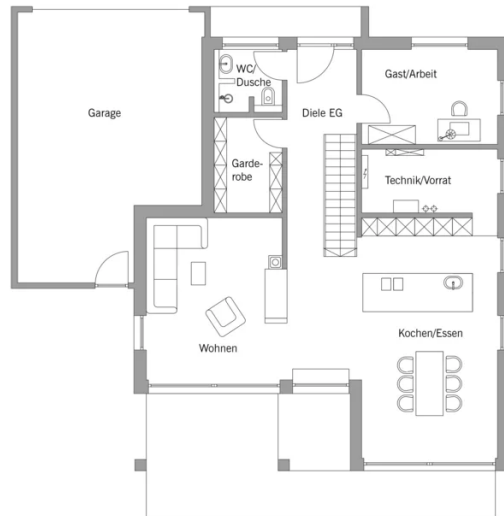 WC/
Dusche
Gast/Arbeit
Garage
Diele EG
Garde-
robe
Technik/Vorrat
Kochen/Essen
Wohnen